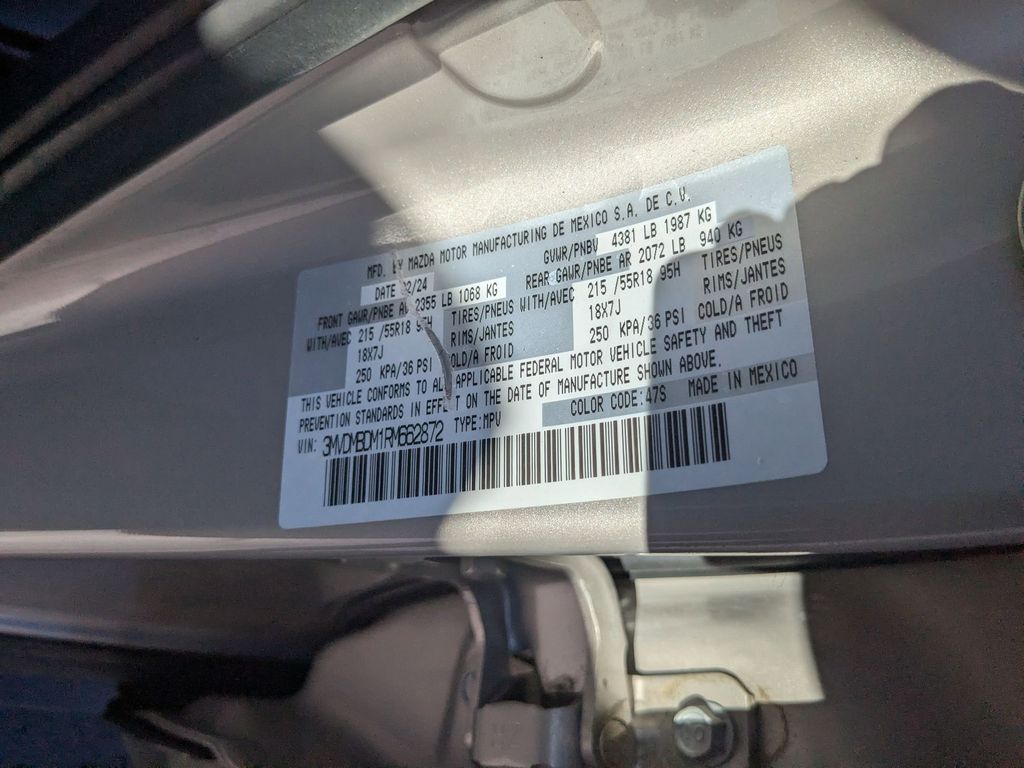 MFD. BY MAZDA MOTOR MANUFACTURING DE MEXICO S.A. DE C.V.
DATE 02/24 GVWR/PNBV 4381 LB 1987 KG
FRONT GAWR/PNBE AV 2355 LB 1068 KG REAR GAWR/PNBE AR 2072 LB 940 KG
WITH/AVEC 215 /55R18 95H TIRES/PNEUS WITH/AVEC 215 /55R18 95H TIRES/PNEUS
18X7J RIMS/JANTES 18X7J RIMS/JANTES
250 KPA/36 PSI COLD/A FROID 250 KPA/36 PSI COLD/A FROID
THIS VEHICLE CONFORMS TO ALL APPLICABLE FEDERAL MOTOR VEHICLE SAFETY AND THEFT
PREVENTION STANDARDS IN EFFECT ON THE DATE OF MANUFACTURE SHOWN ABOVE.
VIN: 3MVDMBDM1RM662872 TYPE:MPV COLOR CODE:47S MADE IN MEXICO